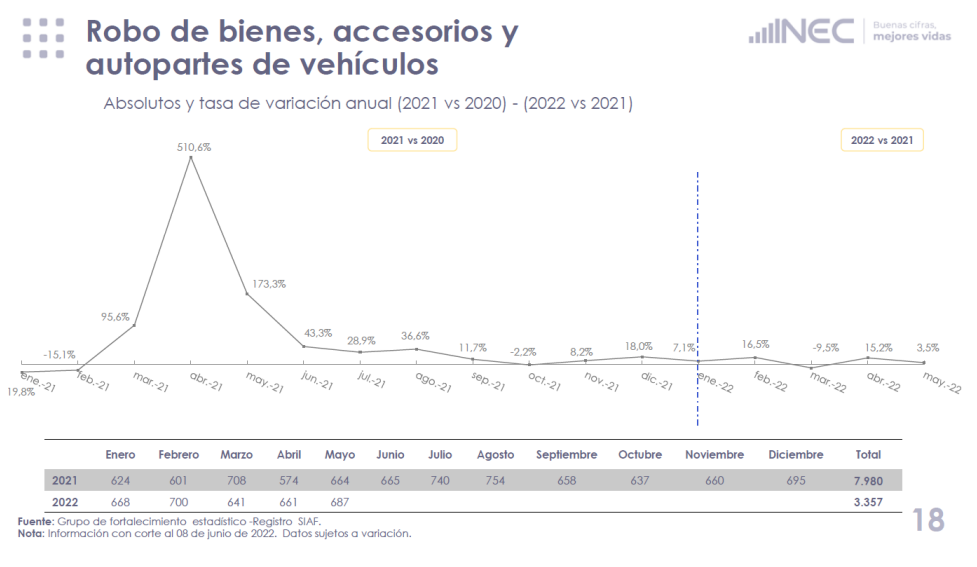 Robo de bienes, accesorios y
autopartes de vehículos
INEC
Buenas cifras,
mejores vidas
Absolutos y tasa de variación anual (2021 vs 2020) - (2022 vs 2021)
2021 vs 2020
2022 vs 2021
19,8%
-15,1%
95,6%
510,6%
173,3%
43,3%
28,9%
36,6%
11,7%
-2,2%
8,2%
18,0%
7,1%
16,5%
-9,5%
15,2%
3,5%
ene.-21
feb.-21
mar.-21
abr.-21
may.-21
jun.-21
jul.-21
ago.-21
sep.-21
oct.-21
nov.-21
dic.-21
ene.-22
feb.-22
mar.-22
abr.-22
may.-22
Enero Febrero Marzo Abril Mayo Junio Julio Agosto Septiembre Octubre Noviembre Diciembre Total
2021 624 601 708 574 664 665 740 754 658 637 660 695 7.980
2022 668 700 641 661 687 3.357
Fuente: Grupo de fortalecimiento estadístico -Registro SIAF.
Nota: Información con corte al 08 de junio de 2022. Datos sujetos a variación.
18